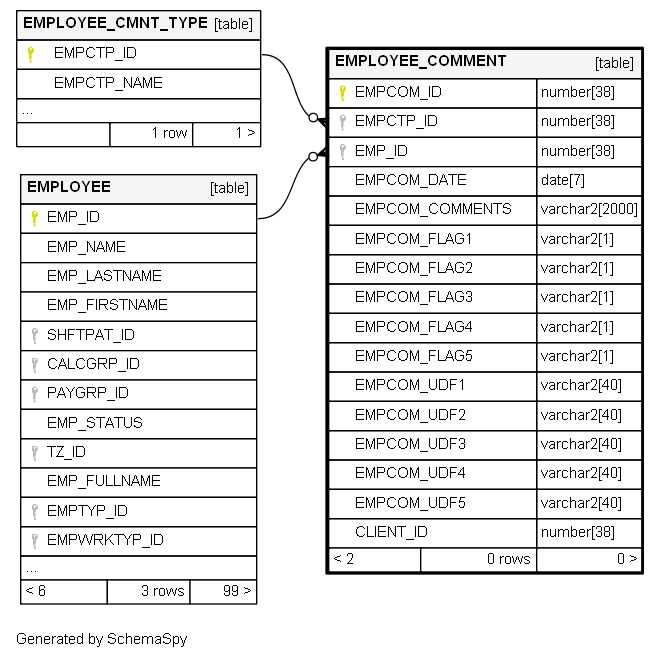 EMPLOYEE_CMNT_TYPE [table]
EMPCTP_ID
EMPCTP_NAME
...
1 row 1 >
EMPLOYEE [table]
EMP_ID
EMP_NAME
EMP_LASTNAME
EMP_FIRSTNAME
SHFTPAT_ID
CALCGRP_ID
PAYGRP_ID
EMP_STATUS
TZ_ID
EMP_FULLNAME
EMPTYP_ID
EMPWRKTYP_ID
...
< 6 3 rows 99 >
EMPLOYEE_COMMENT [table]
EMPCOM_ID number[38]
EMPCTP_ID number[38]
EMP_ID number[38]
EMPCOM_DATE date[7]
EMPCOM_COMMENTS varchar2[2000]
EMPCOM_FLAG1 varchar2[1]
EMPCOM_FLAG2 varchar2[1]
EMPCOM_FLAG3 varchar2[1]
EMPCOM_FLAG4 varchar2[1]
EMPCOM_FLAG5 varchar2[1]
EMPCOM_UDF1 varchar2[40]
EMPCOM_UDF2 varchar2[40]
EMPCOM_UDF3 varchar2[40]
EMPCOM_UDF4 varchar2[40]
EMPCOM_UDF5 varchar2[40]
CLIENT_ID number[38]
< 2 0 rows 0 >
Generated by SchemaSpy